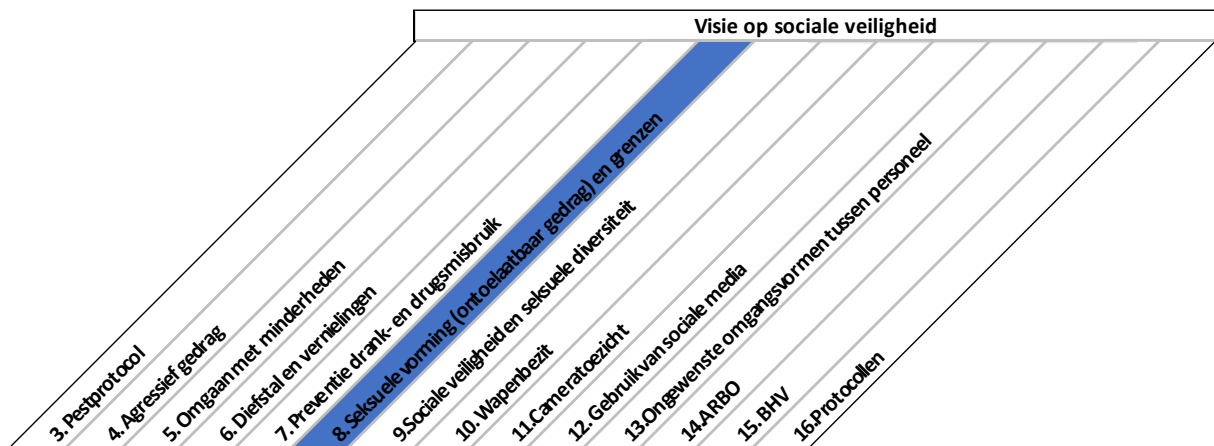 Visie op sociale veiligheid
3. Pestprotocol
4. Agressief gedrag
5. Omgaan met minderheden
6. Diefstal en vernielingen
7. Preventie drank- en drugsmisbruik
8. Seksuele vorming (ontoelaatbaar gedrag) en grenzen
9.Sociale veiligheid en seksuele diversiteit
10. Wapenbezit
11.Cameratoezicht
12. Gebruik van sociale media
13.Ongewenste omgangsvormen tussen personeel
14.ARBO
15. BHV
16.Protocollen